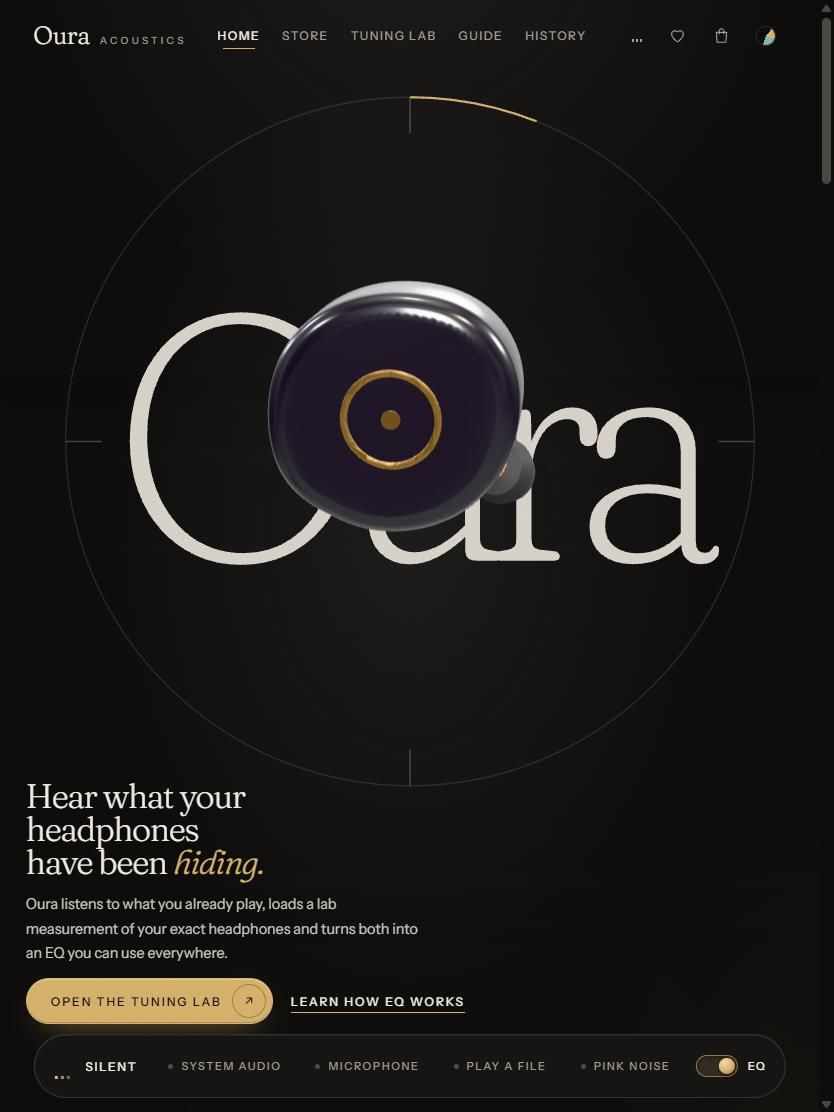 Oura ACOUSTICS HOME STORE TUNING LAB GUIDE HISTORY
Oura
Hear what your
headphones
have been hiding.
Oura listens to what you already play, loads a lab
measurement of your exact headphones and turns both into
an EQ you can use everywhere.
OPEN THE TUNING LAB LEARN HOW EQ WORKS
SILENT SYSTEM AUDIO MICROPHONE PLAY A FILE PINK NOISE EQ